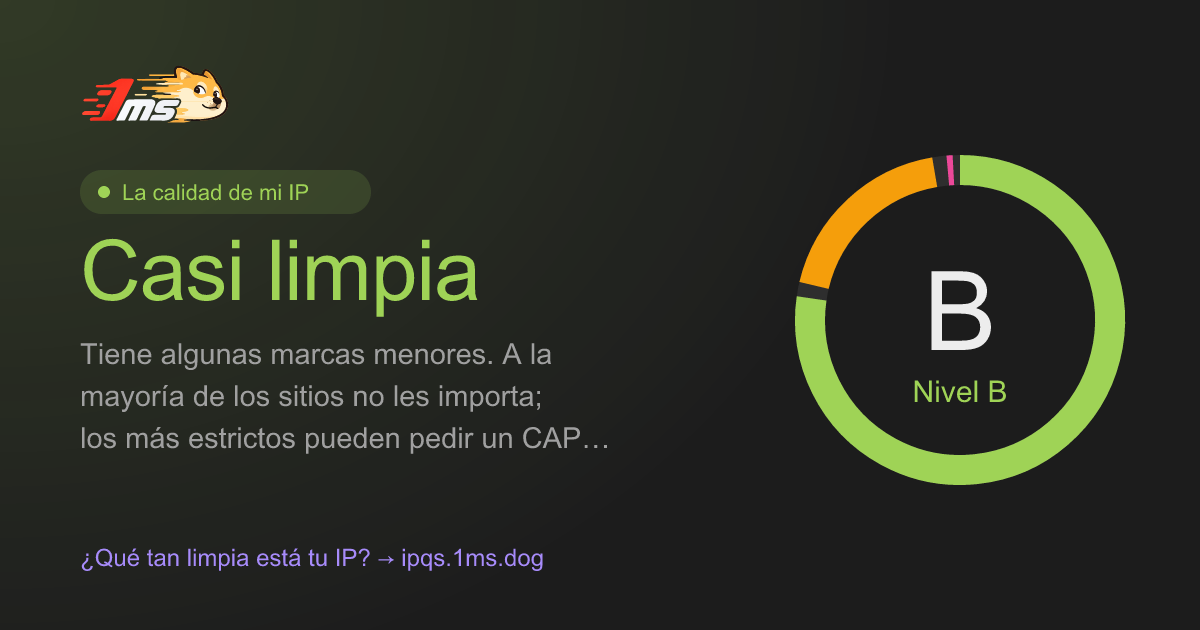 1ms
La calidad de mi IP
Casi limpia
Tiene algunas marcas menores. A la
mayoría de los sitios no les importa;
los más estrictos pueden pedir un CAP…
B
Nivel B
¿Qué tan limpia está tu IP? → ipqs.1ms.dog